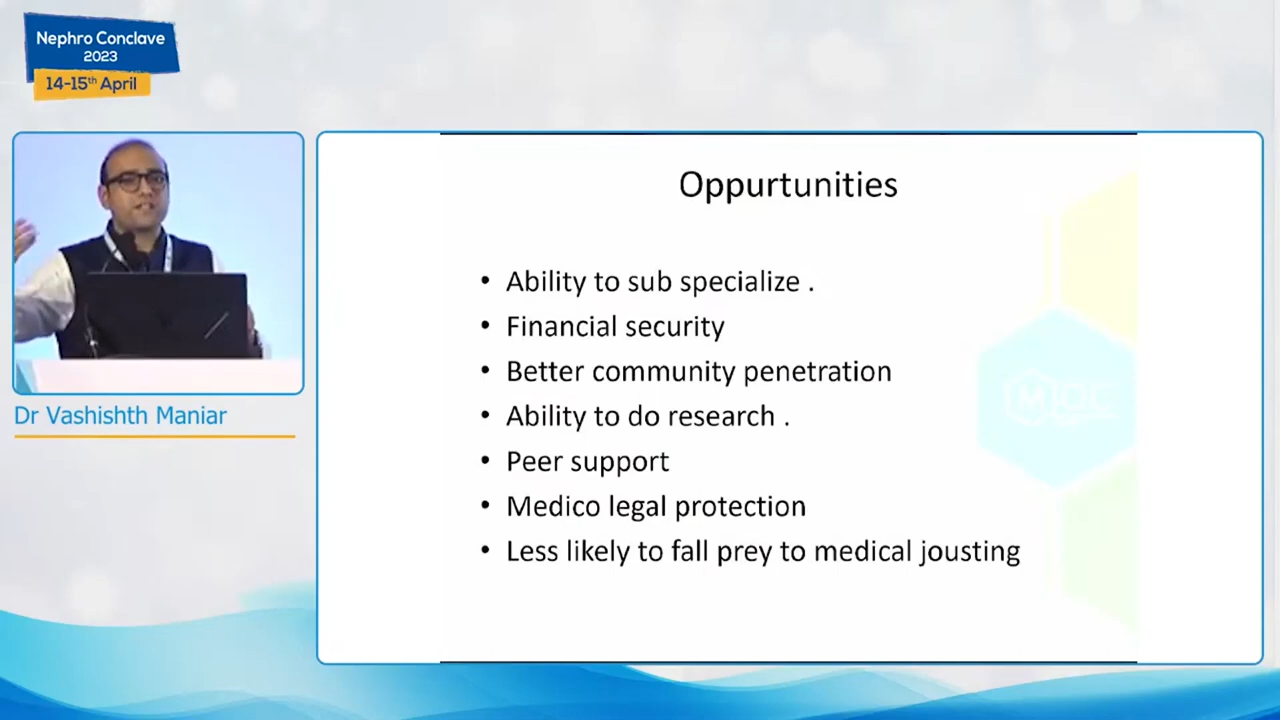 Nephro Conclave
2023
14-15th April
Dr Vashishth Maniar
Oppurtunities
• Ability to sub specialize .
• Financial security
• Better community penetration
• Ability to do research .
• Peer support
• Medico legal protection
• Less likely to fall prey to medical jousting
MOC